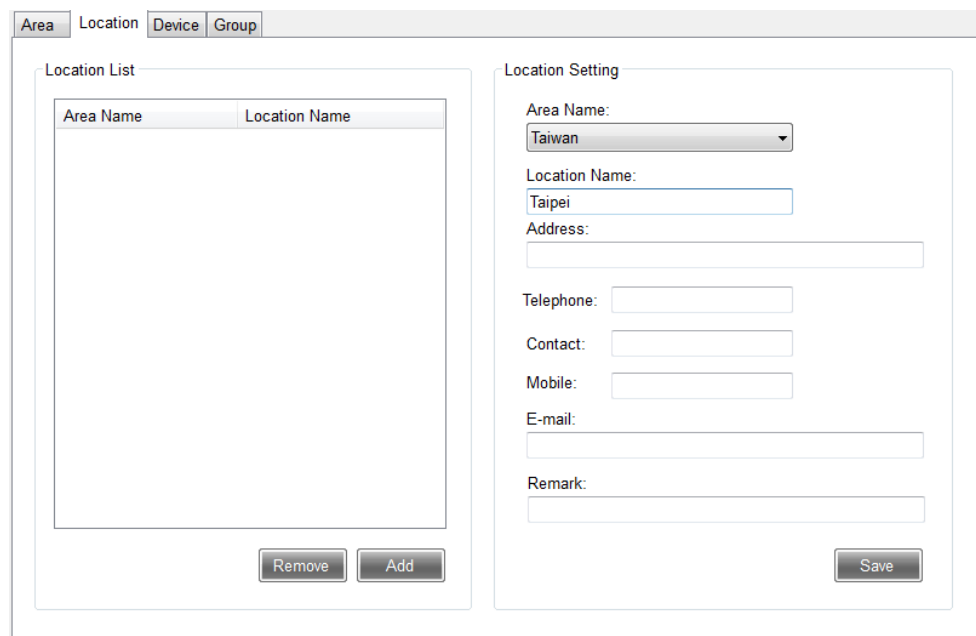 Area Location Device Group
Location List
Area Name Location Name
Remove Add
Location Setting
Area Name:
Taiwan
Location Name:
Taipei
Address:
Telephone:
Contact:
Mobile:
E-mail:
Remark:
Save